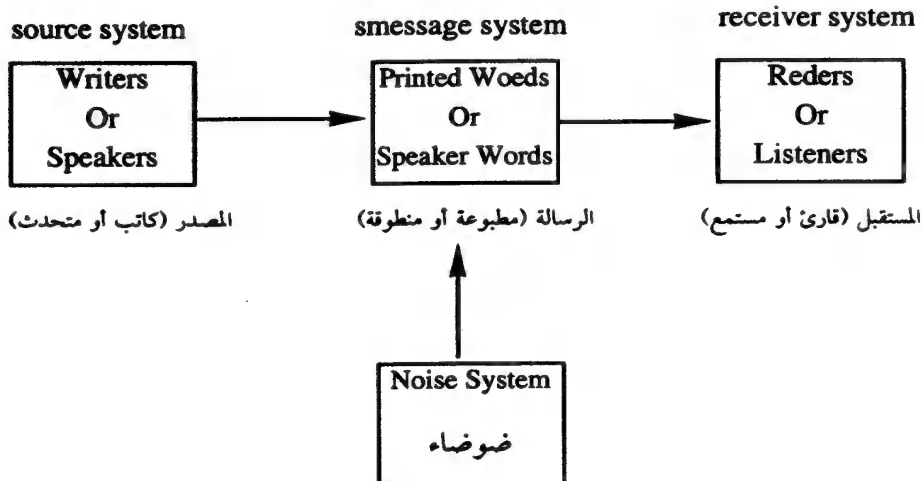 source system
smessage system
receiver system
Writers
Or
Speakers
Printed Woeds
Or
Speaker Words
Reders
Or
Listeners
المصدر (كاتب أو متحدث)
الرسالة (مطبوعة أو منطوقة)
المستقبل (قارئ أو مستمع)
Noise System
ضوضاء